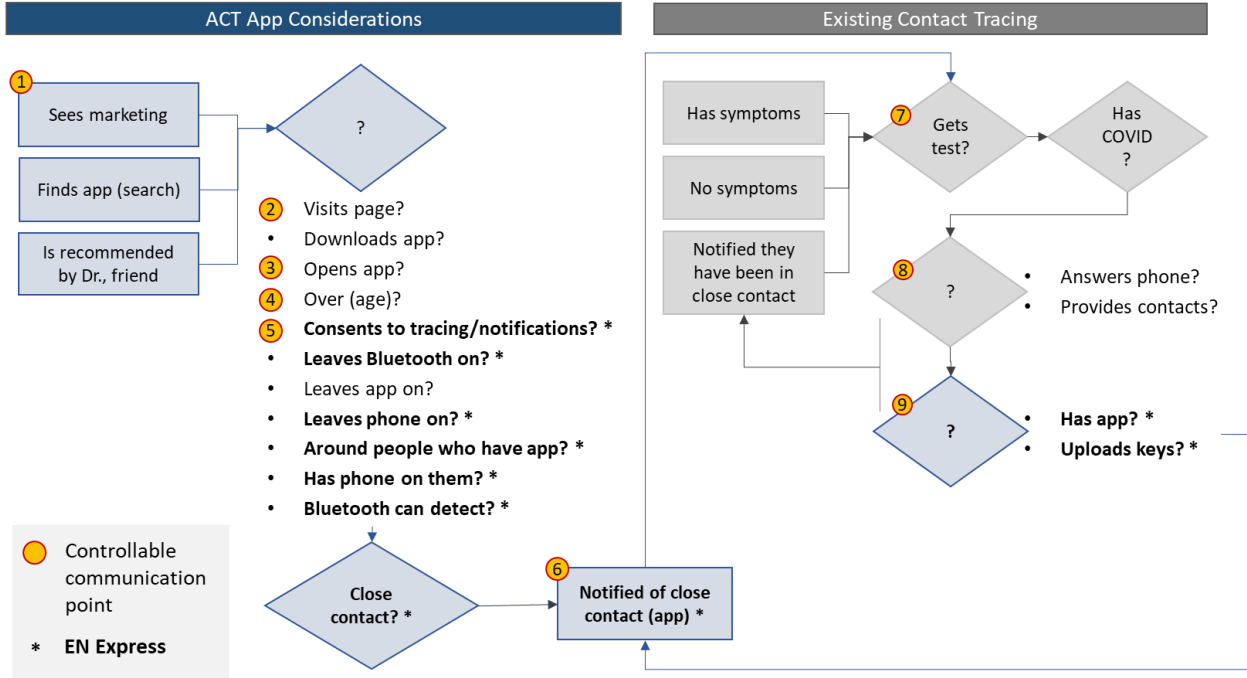 ACT App Considerations
Existing Contact Tracing
1
Sees marketing
Finds app (search)
Is recommended
by Dr., friend
?
2 Visits page?
• Downloads app?
3 Opens app?
4 Over (age)?
5 Consents to tracing/notifications? *
• Leaves Bluetooth on? *
• Leaves app on?
• Leaves phone on? *
• Around people who have app? *
• Has phone on them? *
• Bluetooth can detect? *
Close
contact? *
6
Notified of close
contact (app) *
Has symptoms
No symptoms
Notified they
have been in
close contact
7
Gets
test?
Has
COVID
?
8
?
• Answers phone?
• Provides contacts?
9
?
• Has app? *
• Uploads keys? *
Controllable
communication
point
* EN Express